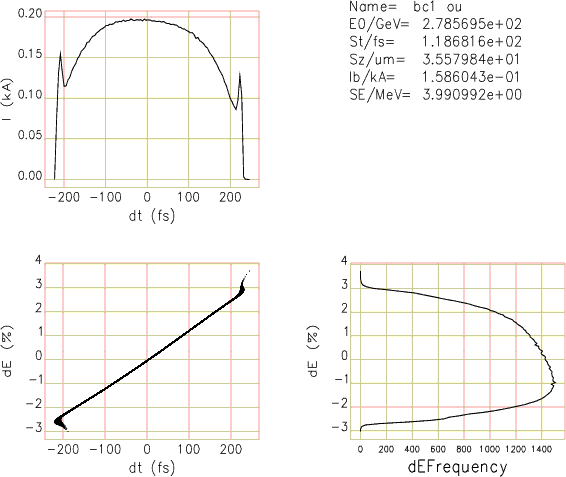 0.20
0.15
0.10
0.05
0.00
I (kA)
−200 −100 0 100 200
dt (fs)
Name= bc1 ou
E0/GeV= 2.785695e+02
St/fs= 1.186816e+02
Sz/um= 3.557984e+01
Ib/kA= 1.586043e−01
SE/MeV= 3.990992e+00
4
3
2
1
0
−1
−2
−3
dE (%)
−200 −100 0 100 200
dt (fs)
4
3
2
1
0
−1
−2
−3
dE (%)
0 200 400 600 800 1000 1200 1400
dEFrequency